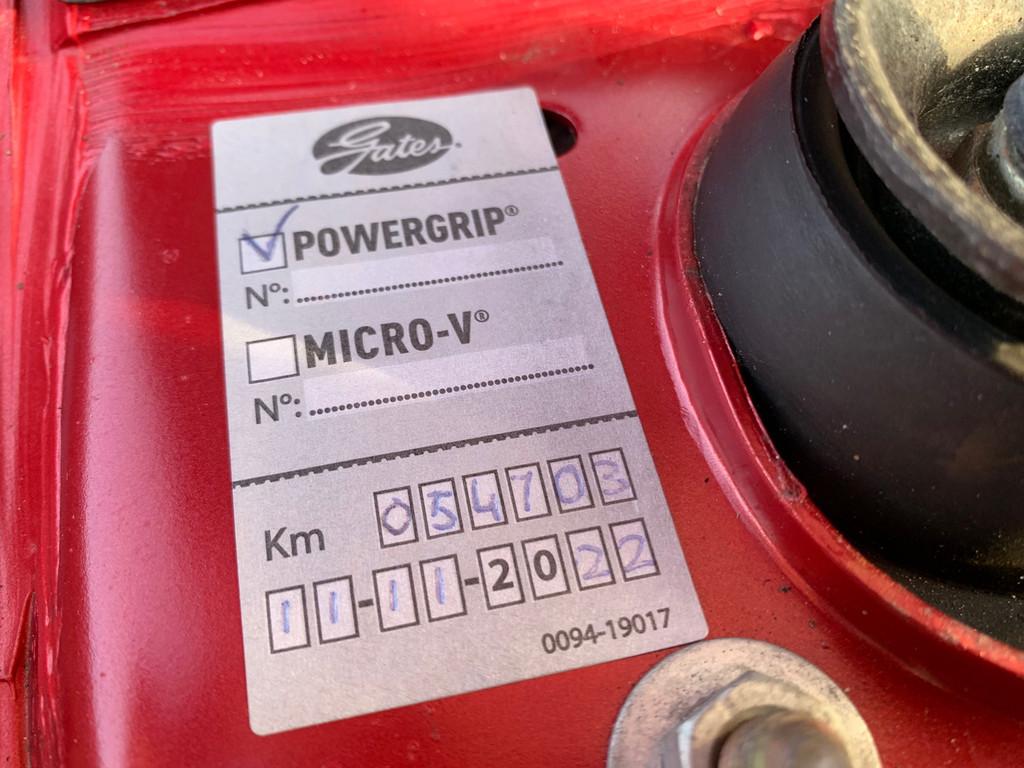 Gates
POWERGRIP®
Nº:
MICRO-V®
Nº:
Km 054703
11-11-2022
0094-19017